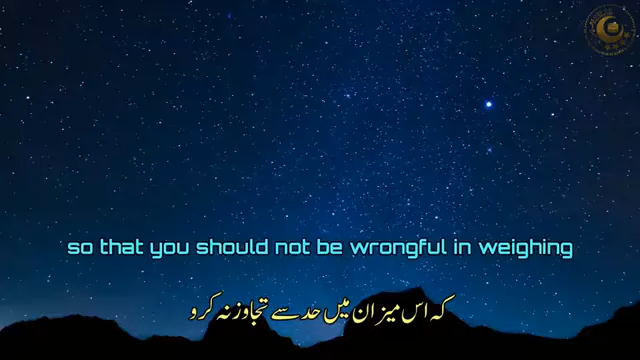 so that you should not be wrongful in weighing
کہ اس میزان میں حد سے تجاوز نہ کرو